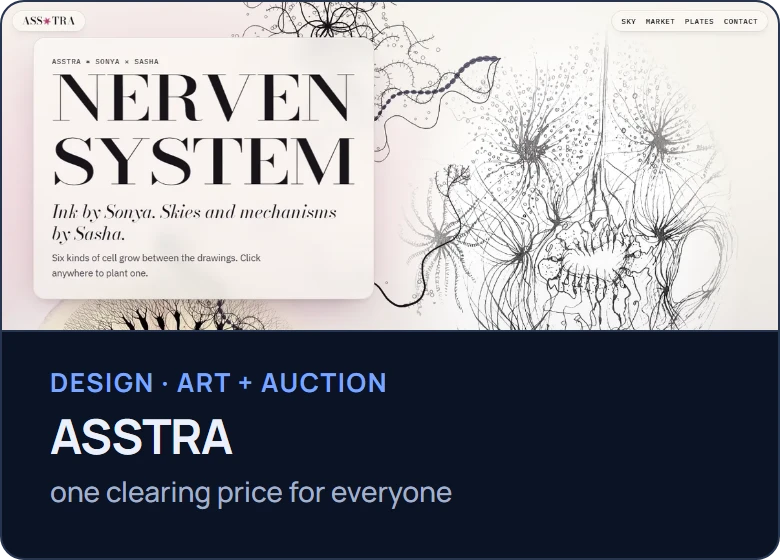 ASS✷TRA
SKY MARKET PLATES CONTACT
ASSTRA ✷ SONYA × SASHA
NERVEN
SYSTEM
Ink by Sonya. Skies and mechanisms
by Sasha.
Six kinds of cell grow between the drawings. Click
anywhere to plant one.
DESIGN · ART + AUCTION
ASSTRA
one clearing price for everyone